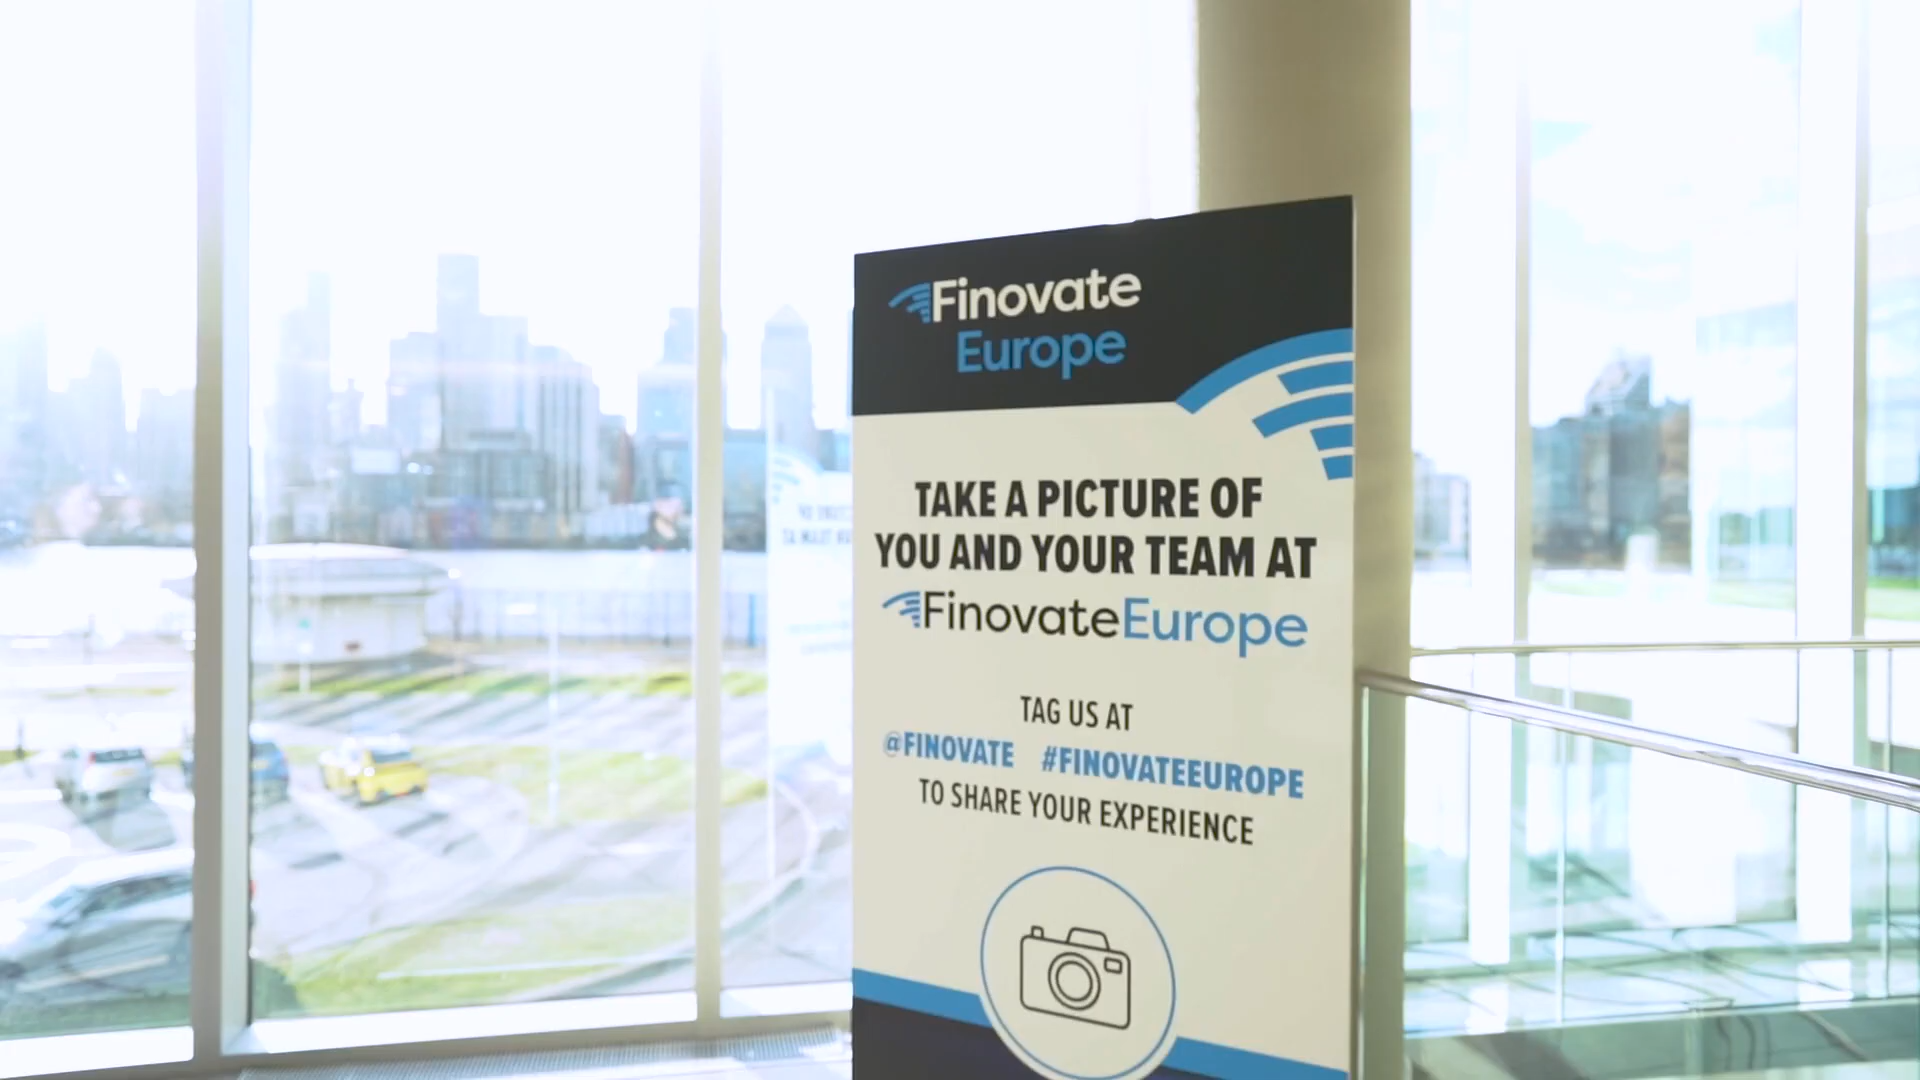 Finovate
Europe
TAKE A PICTURE OF
YOU AND YOUR TEAM AT
FinovateEurope
TAG US AT
@FINOVATE #FINOVATEEUROPE
TO SHARE YOUR EXPERIENCE